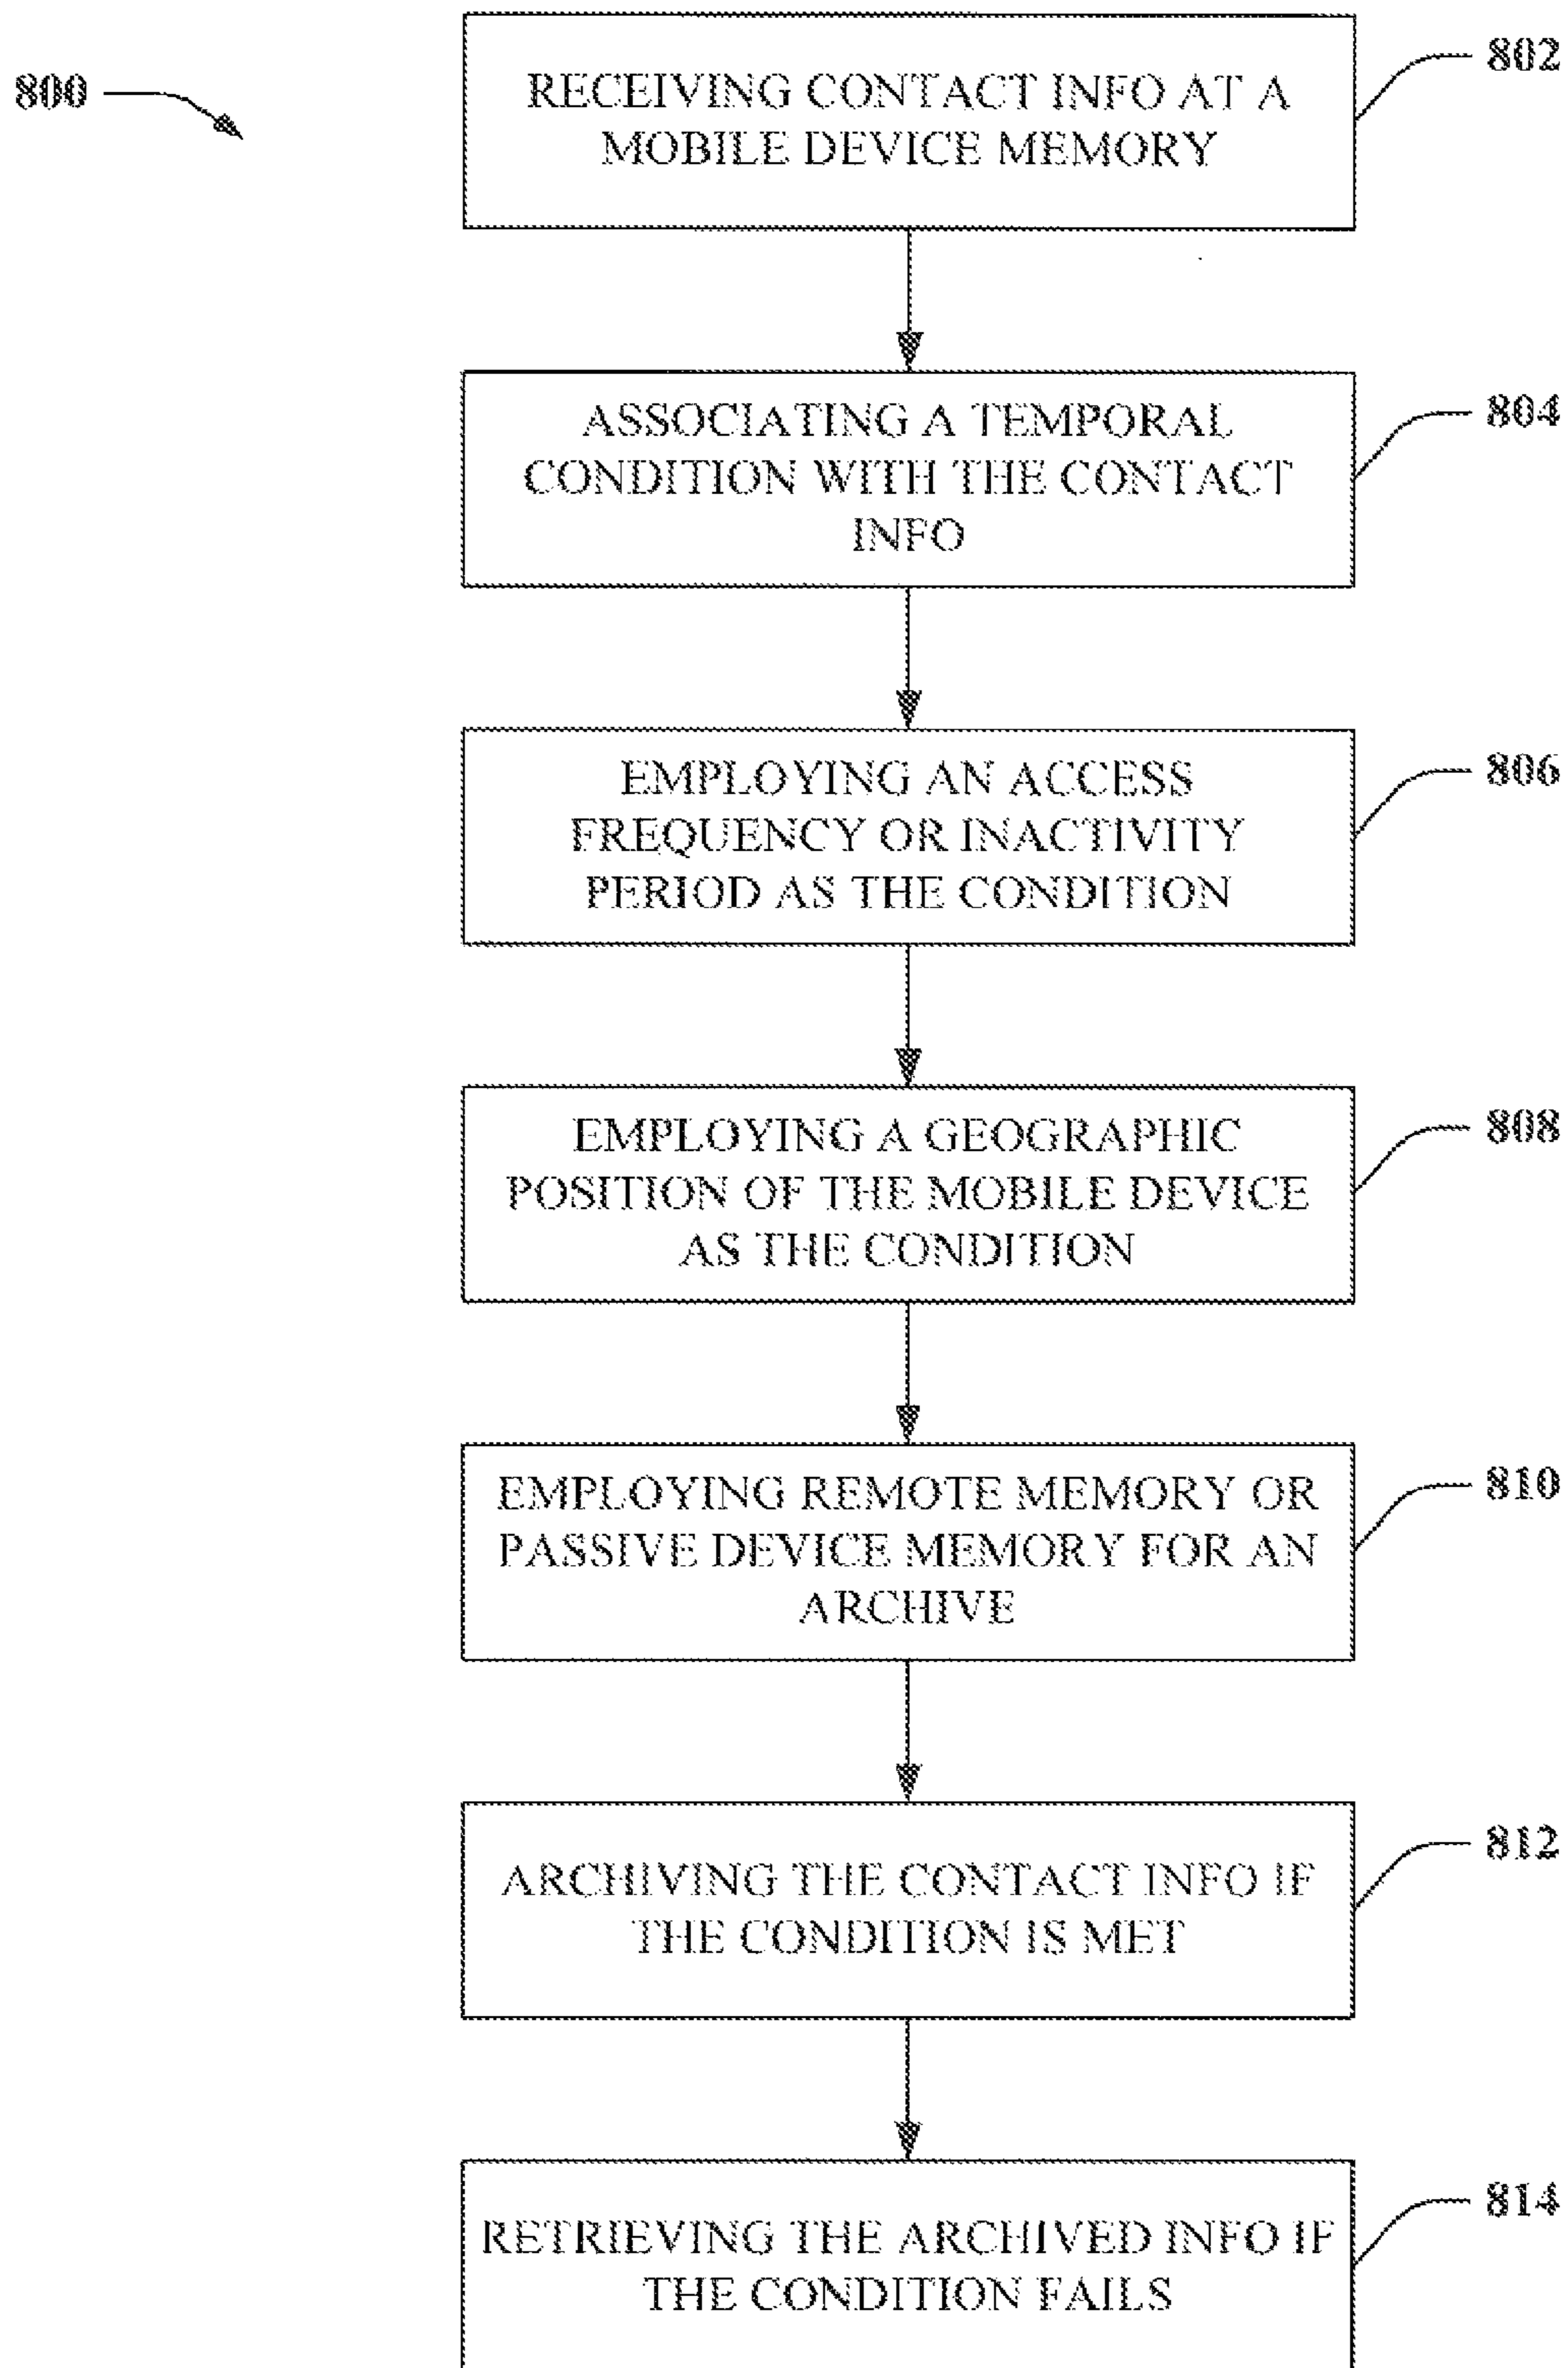 800
802
RECEIVING CONTACT INFO AT A
MOBILE DEVICE MEMORY
804
ASSOCIATING A TEMPORAL
CONDITION WITH THE CONTACT
INFO
806
EMPLOYING AN ACCESS
FREQUENCY OR INACTIVITY
PERIOD AS THE CONDITION
808
EMPLOYING A GEOGRAPHIC
POSITION OF THE MOBILE DEVICE
AS THE CONDITION
810
EMPLOYING REMOTE MEMORY OR
PASSIVE DEVICE MEMORY FOR AN
ARCHIVE
812
ARCHIVING THE CONTACT INFO IF
THE CONDITION IS MET
814
RETRIEVING THE ARCHIVED INFO IF
THE CONDITION FAILS